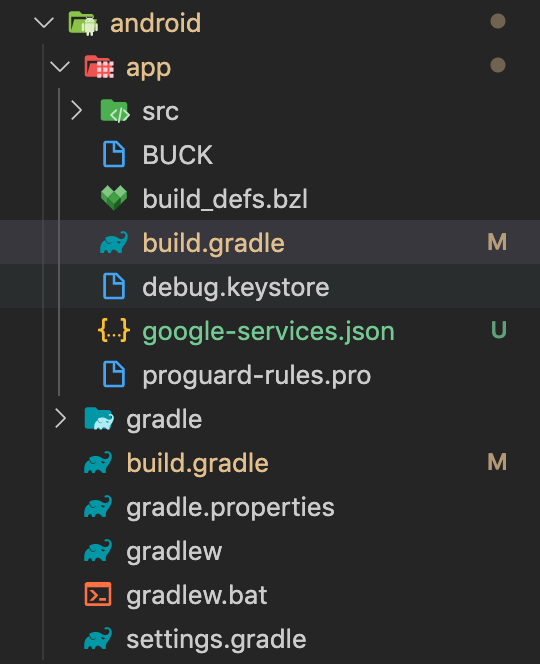 android
app
src
BUCK
build_defs.bzl
build.gradle M
debug.keystore
{..} google-services.json U
proguard-rules.pro
gradle
build.gradle M
gradle.properties
gradlew
gradlew.bat
settings.gradle